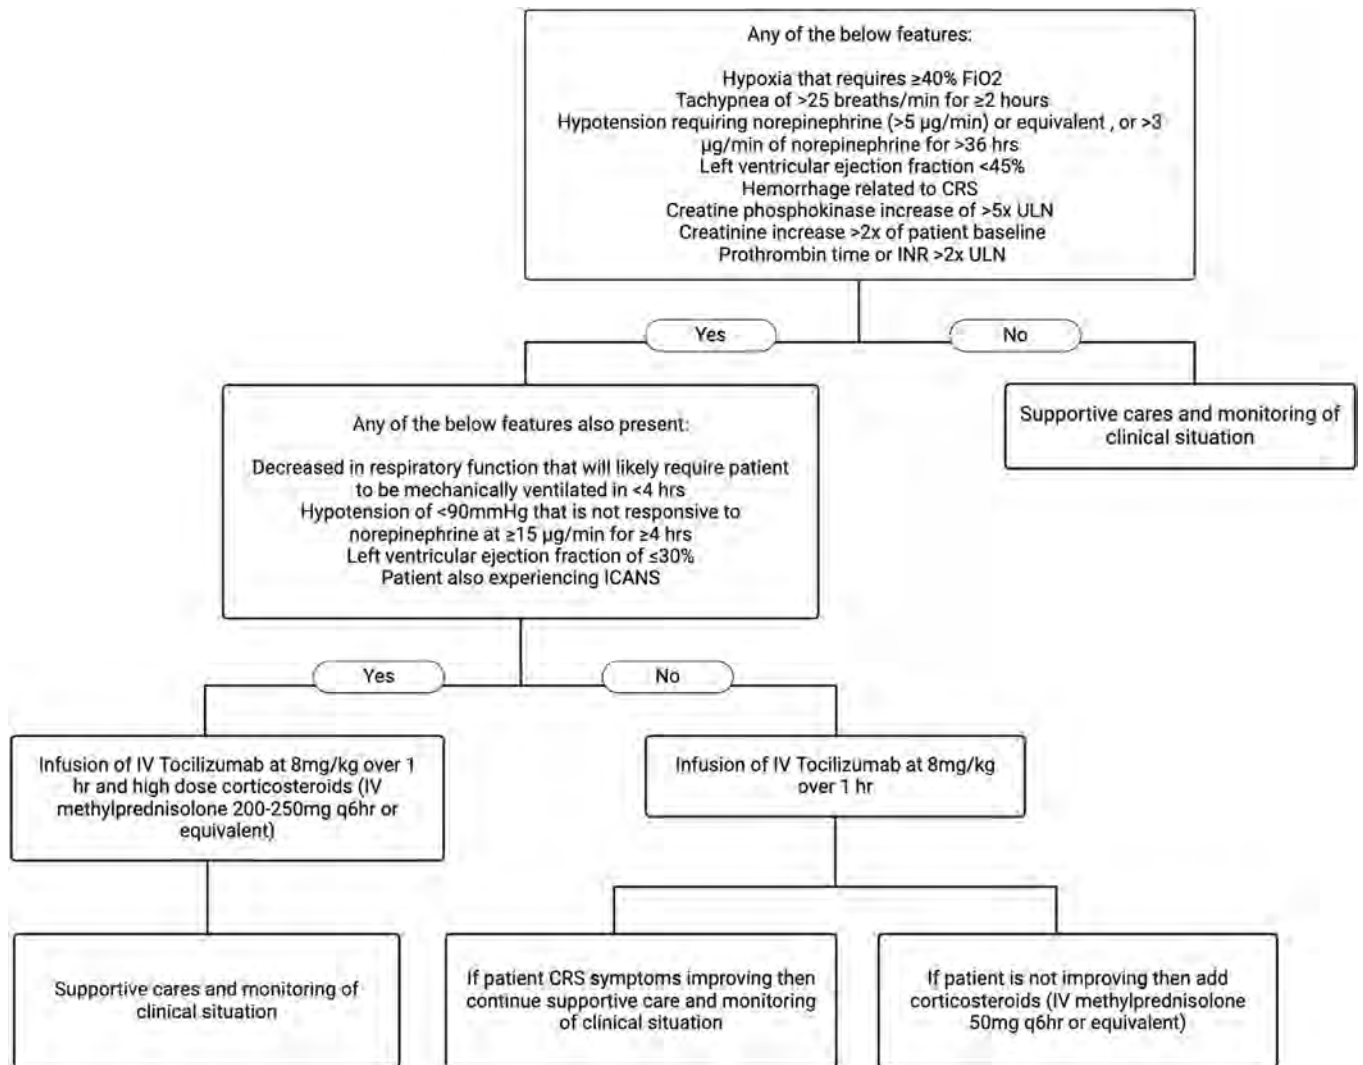 Any of the below features:
Hypoxia that requires ≥40% FiO2
Tachypnea of >25 breaths/min for ≥2 hours
Hypotension requiring norepinephrine (>5 µg/min) or equivalent , or >3
µg/min of norepinephrine for >36 hrs
Left ventricular ejection fraction <45%
Hemorrhage related to CRS
Creatine phosphokinase increase of >5x ULN
Creatinine increase >2x of patient baseline
Prothrombin time or INR >2x ULN
Yes
No
Any of the below features also present:
Decreased in respiratory function that will likely require patient
to be mechanically ventilated in <4 hrs
Hypotension of <90mmHg that is not responsive to
norepinephrine at ≥15 µg/min for ≥4 hrs
Left ventricular ejection fraction of ≤30%
Patient also experiencing ICANS
Supportive cares and monitoring of
clinical situation
Yes
No
Infusion of IV Tocilizumab at 8mg/kg over 1
hr and high dose corticosteroids (IV
methylprednisolone 200-250mg q6hr or
equivalent)
Infusion of IV Tocilizumab at 8mg/kg
over 1 hr
Supportive cares and monitoring of
clinical situation
If patient CRS symptoms improving then
continue supportive care and monitoring
of clinical situation
If patient is not improving then add
corticosteroids (IV methylprednisolone
50mg q6hr or equivalent)